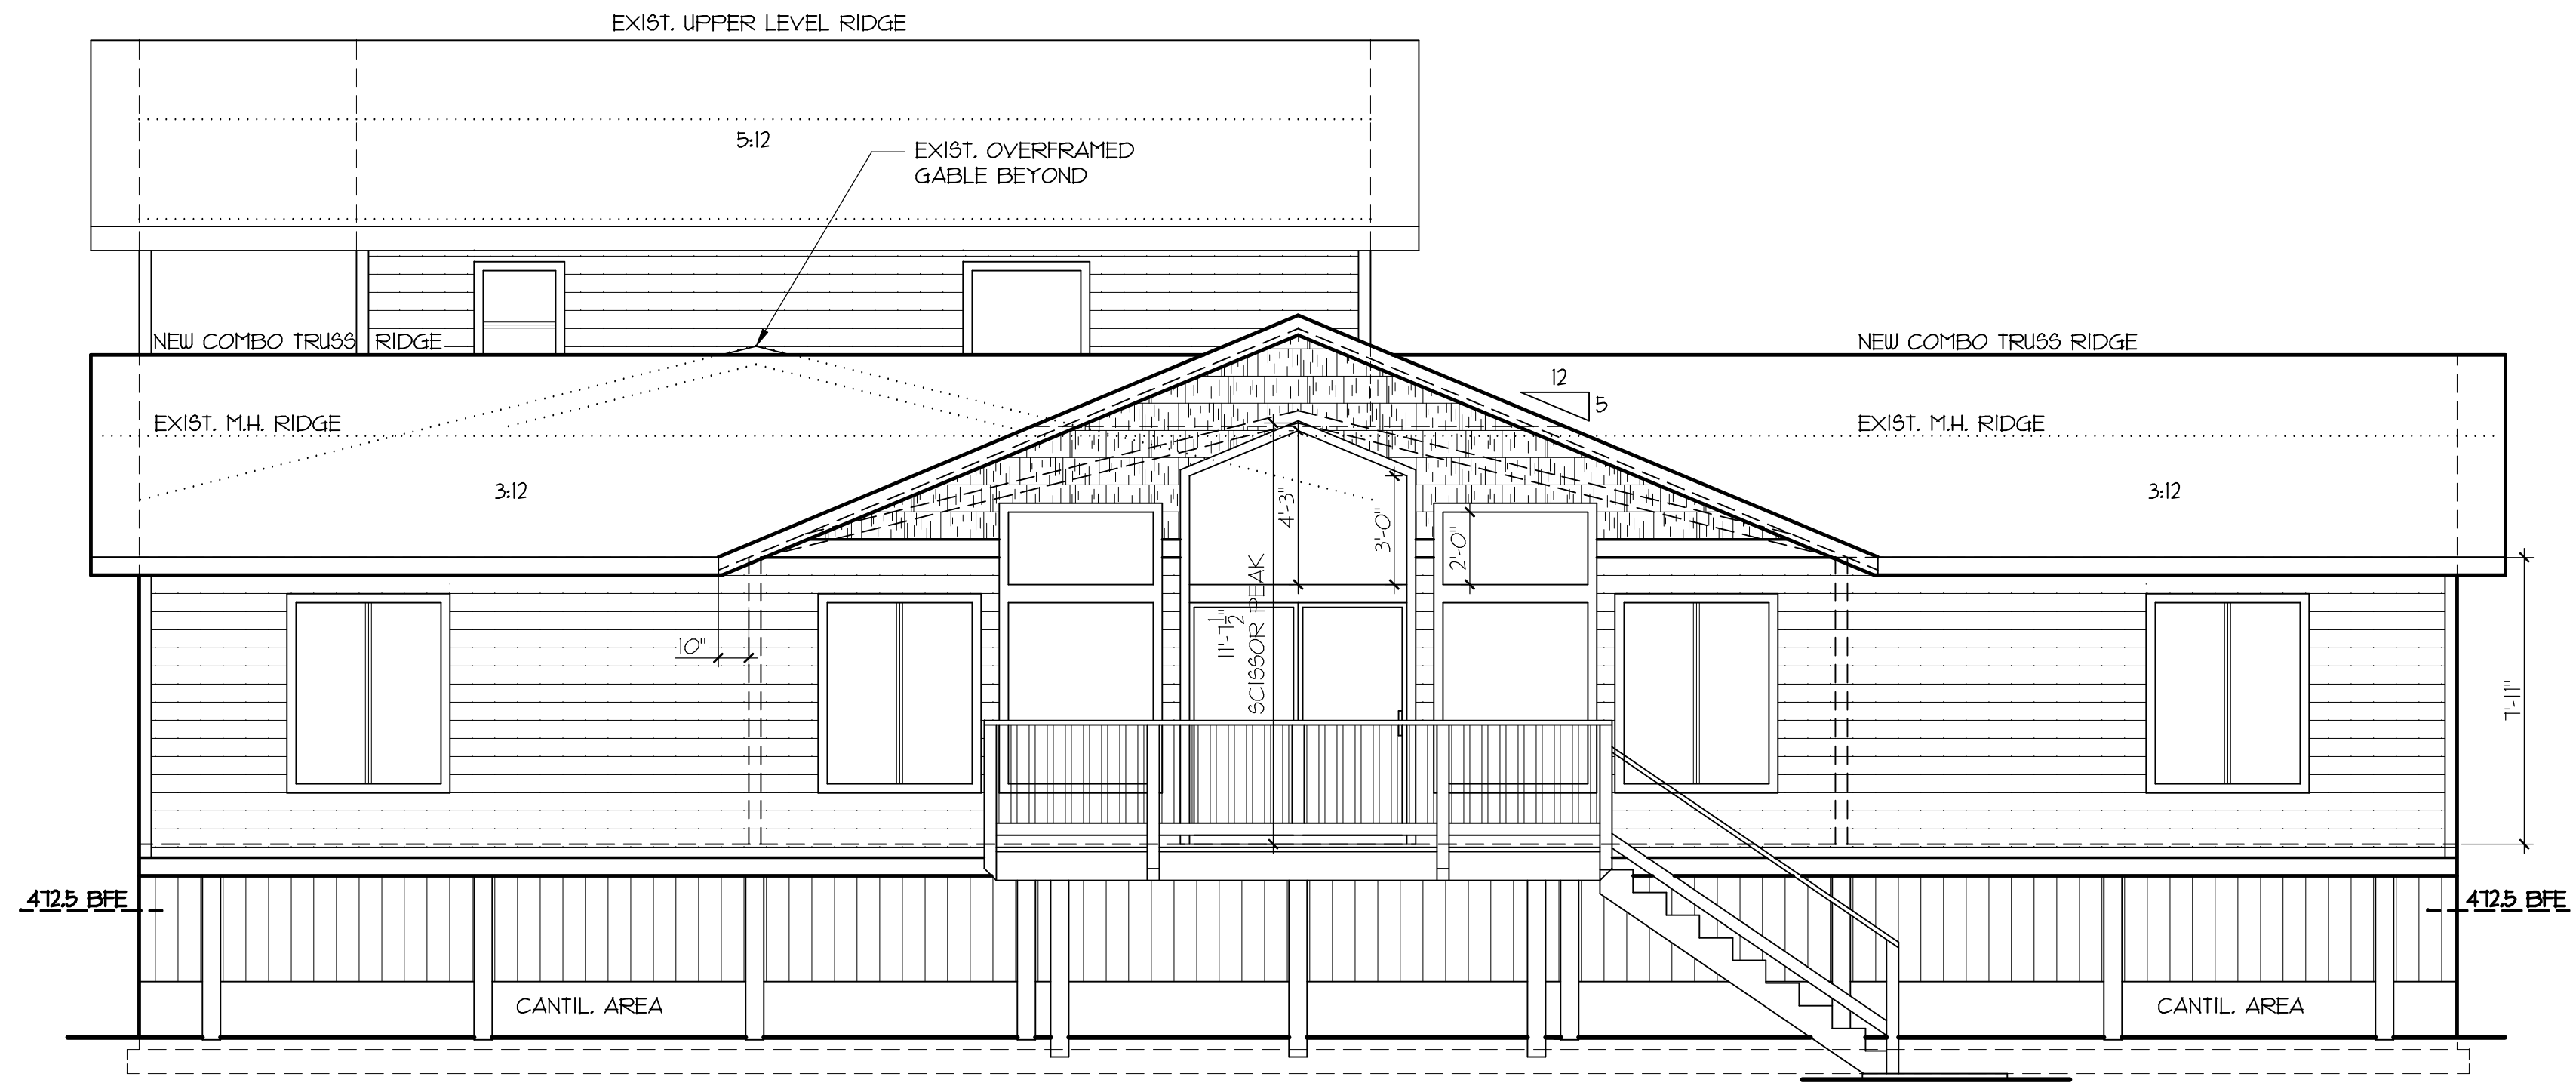 EXIST. UPPER LEVEL RIDGE
5:12
EXIST. OVERFRAMED
GABLE BEYOND
NEW COMBO TRUSS RIDGE
NEW COMBO TRUSS RIDGE
12
5
EXIST. M.H. RIDGE
EXIST. M.H. RIDGE
3:12
3:12
4'-3"
3'-0"
2'-0"
10"
11'-7 1/2"
SCISSOR PEAK
7'-11"
472.5 BFE
472.5 BFE
CANTIL. AREA
CANTIL. AREA